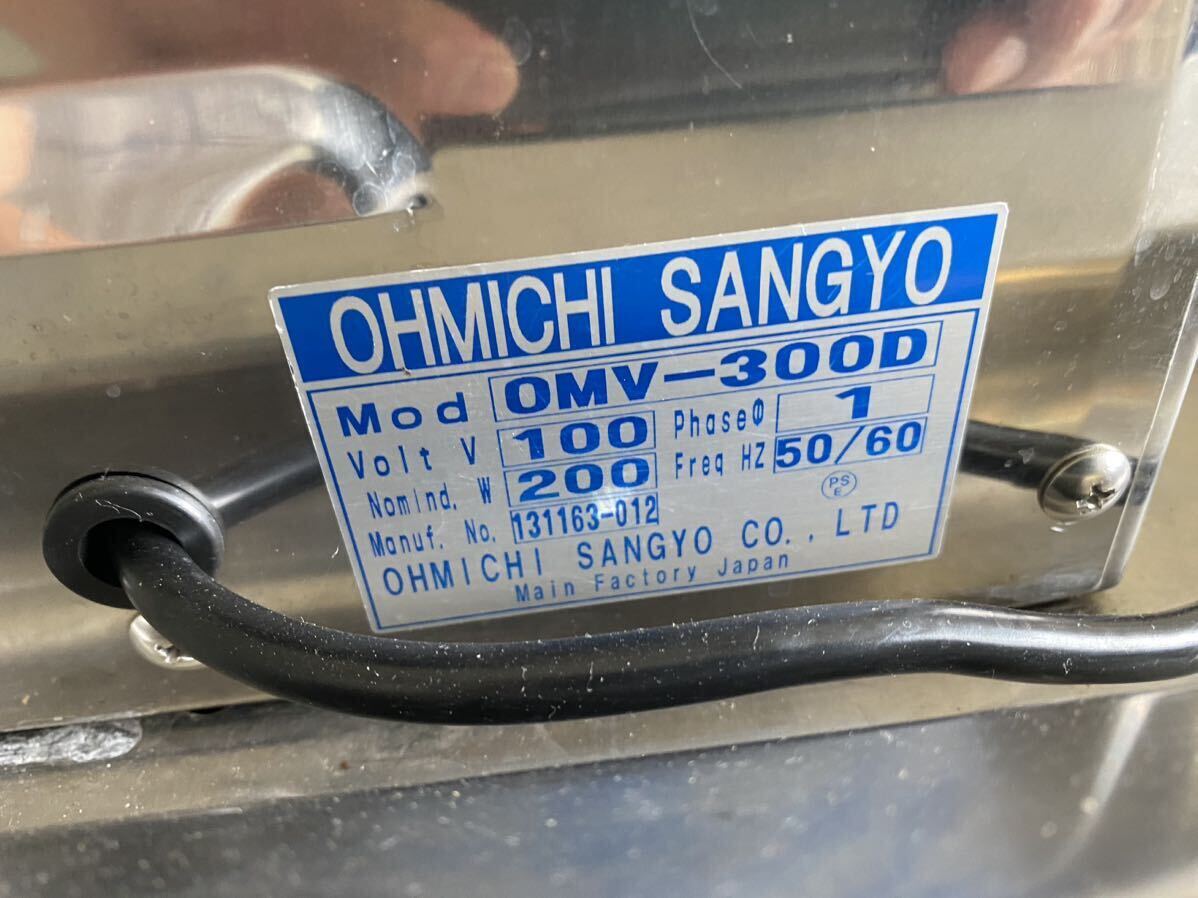 OHMICHI SANGYO
Mod OMV-300D
Volt V 100 PhaseΦ 1
Nomind. W 200 Freq HZ 50/60
Manuf. No. 131163-012 PSE
OHMICHI SANGYO CO., LTD
Main Factory Japan